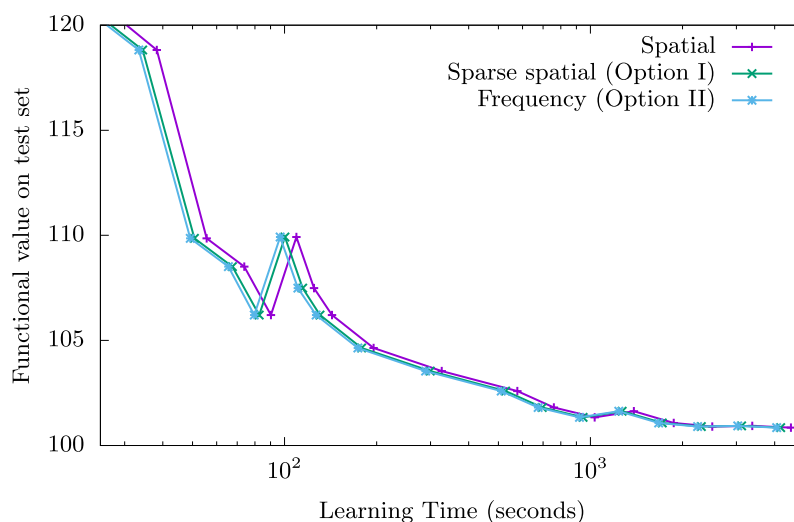 120
115
110
105
100
10²
10³
Functional value on test set
Learning Time (seconds)
Spatial
Sparse spatial (Option I)
Frequency (Option II)